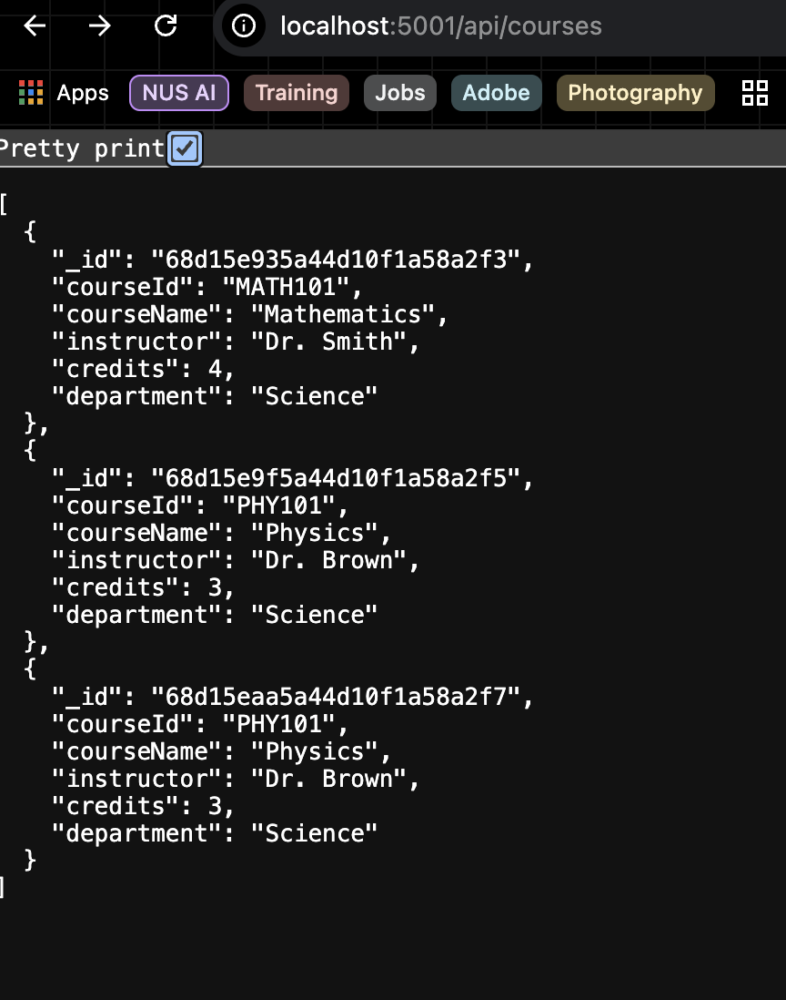 localhost:5001/api/courses
Apps NUS AI Training Jobs Adobe Photography
Pretty print
[
  {
    "_id": "68d15e935a44d10f1a58a2f3",
    "courseId": "MATH101",
    "courseName": "Mathematics",
    "instructor": "Dr. Smith",
    "credits": 4,
    "department": "Science"
  },
  {
    "_id": "68d15e9f5a44d10f1a58a2f5",
    "courseId": "PHY101",
    "courseName": "Physics",
    "instructor": "Dr. Brown",
    "credits": 3,
    "department": "Science"
  },
  {
    "_id": "68d15eaa5a44d10f1a58a2f7",
    "courseId": "PHY101",
    "courseName": "Physics",
    "instructor": "Dr. Brown",
    "credits": 3,
    "department": "Science"
  }
]